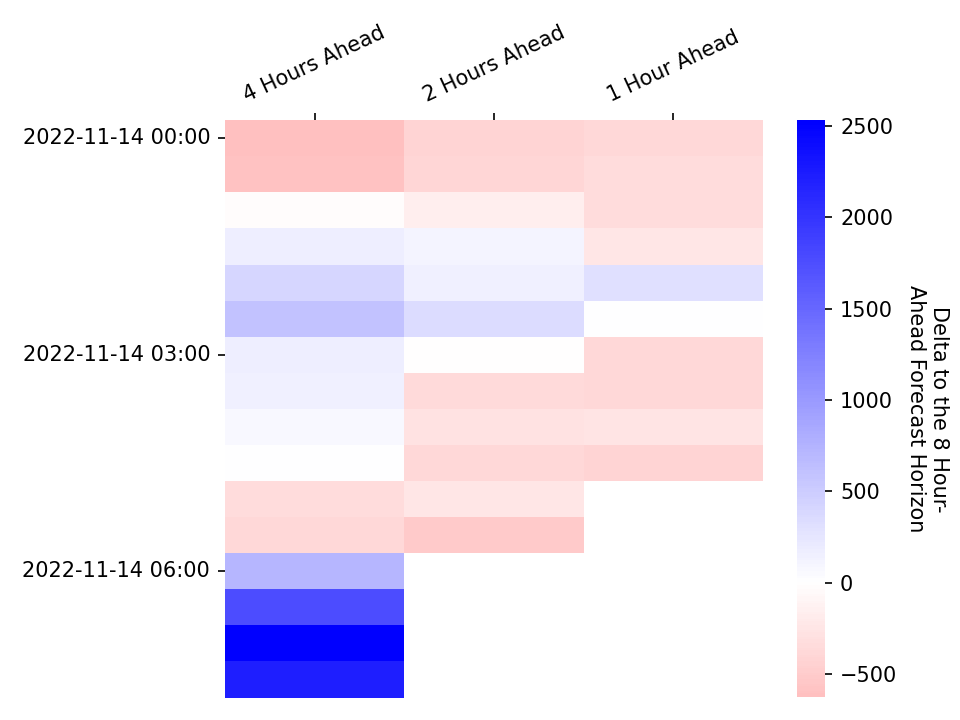 4 Hours Ahead
2 Hours Ahead
1 Hour Ahead
2022-11-14 00:00
2022-11-14 03:00
2022-11-14 06:00
2500
2000
1500
1000
500
0
−500
Delta to the 8 Hour-
Ahead Forecast Horizon